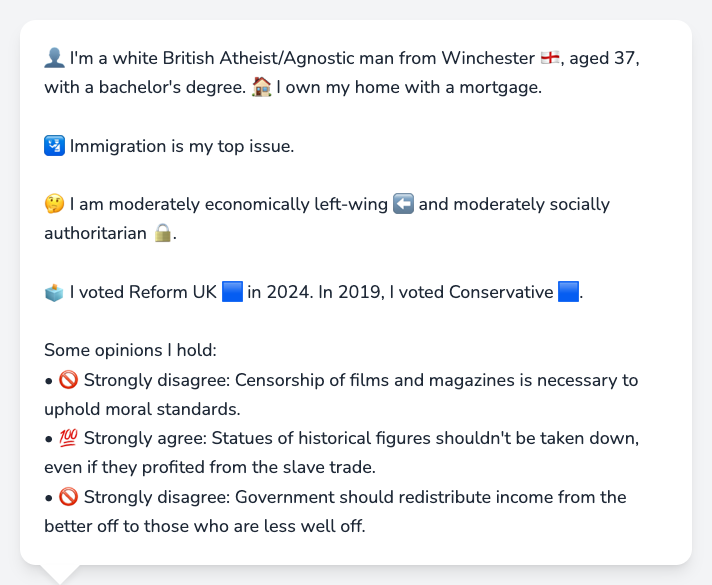 👤 I'm a white British Atheist/Agnostic man from Winchester 🏴󠁧󠁢󠁥󠁮󠁧󠁿, aged 37,
with a bachelor's degree. 🏠 I own my home with a mortgage.
🛂 Immigration is my top issue.
🤔 I am moderately economically left-wing ⬅️ and moderately socially
authoritarian 🔒.
🗳️ I voted Reform UK 🟦 in 2024. In 2019, I voted Conservative 🟦.
Some opinions I hold:
• 🚫 Strongly disagree: Censorship of films and magazines is necessary to
uphold moral standards.
• 💯 Strongly agree: Statues of historical figures shouldn't be taken down,
even if they profited from the slave trade.
• 🚫 Strongly disagree: Government should redistribute income from the
better off to those who are less well off.